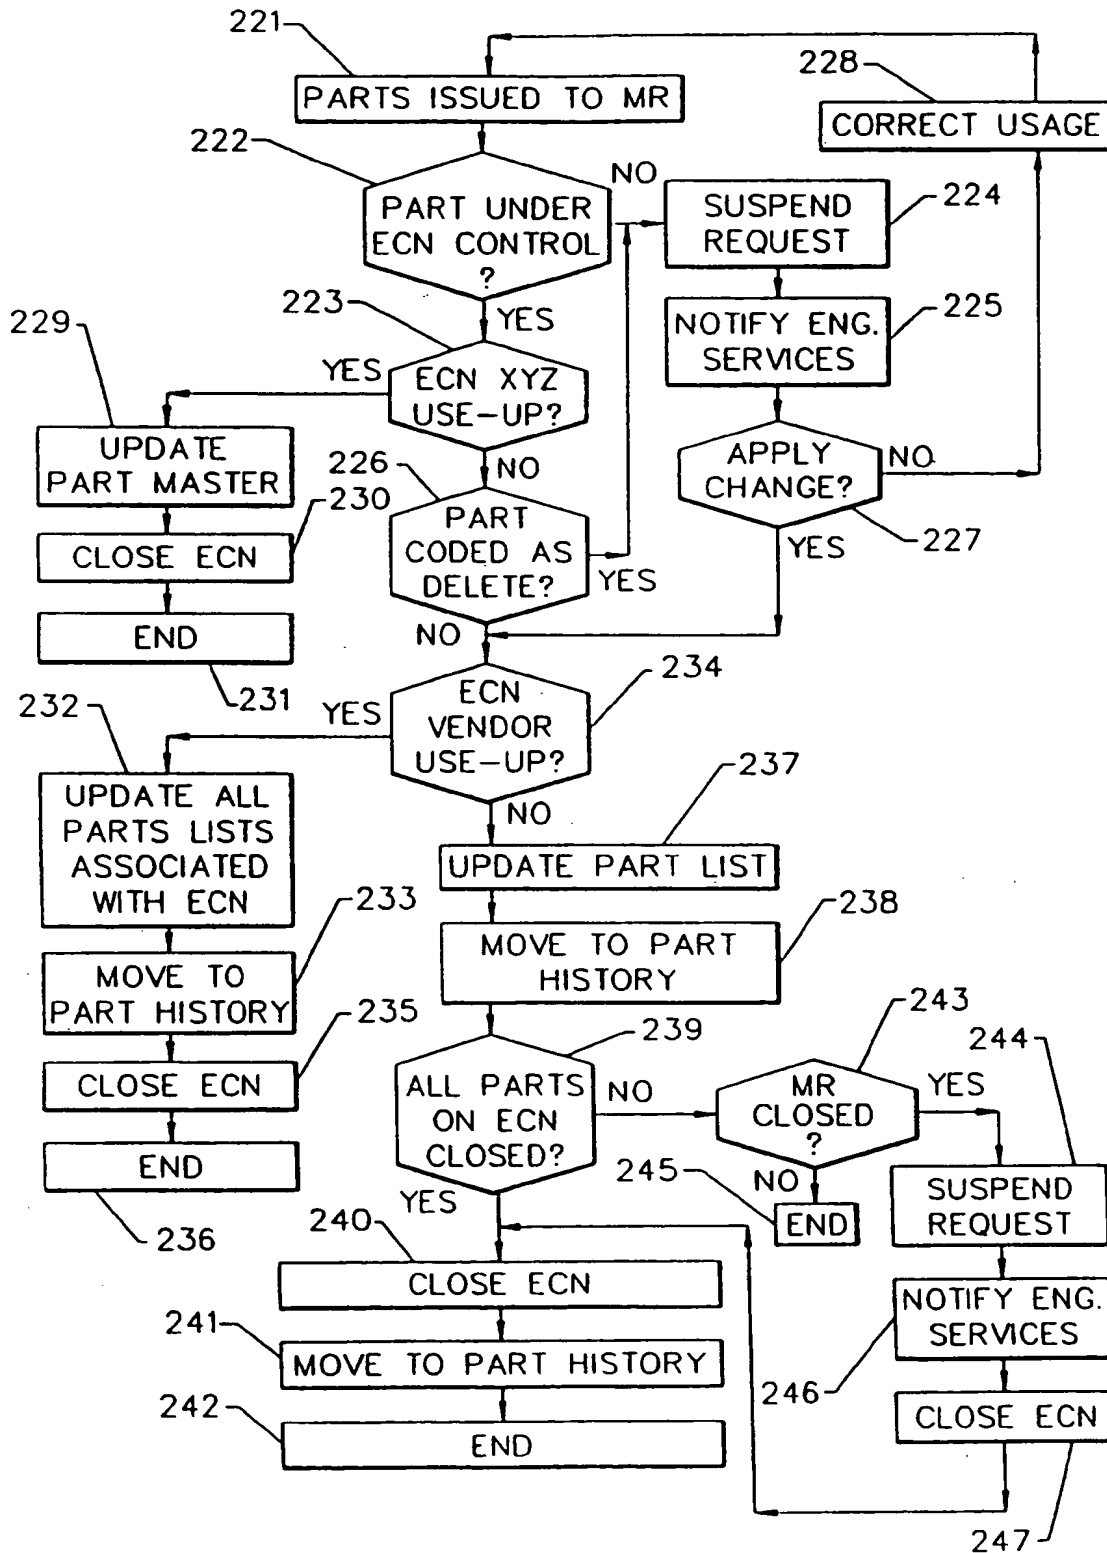 221
228
PARTS ISSUED TO MR
CORRECT USAGE
222
NO
PART UNDER
ECN CONTROL
?
SUSPEND
REQUEST
224
223
YES
NOTIFY ENG.
SERVICES
225
229
YES
ECN XYZ
USE-UP?
UPDATE
PART MASTER
226
NO
APPLY
CHANGE?
NO
230
PART
CODED AS
DELETE?
YES
YES
227
CLOSE ECN
END
NO
231
234
232
YES
ECN
VENDOR
USE-UP?
237
UPDATE ALL
PARTS LISTS
ASSOCIATED
WITH ECN
NO
UPDATE PART LIST
233
238
MOVE TO PART
HISTORY
MOVE TO
PART HISTORY
235
239
243
244
CLOSE ECN
ALL PARTS
ON ECN
CLOSED?
NO
MR
CLOSED
?
YES
END
YES
245
NO
END
SUSPEND
REQUEST
236
240
CLOSE ECN
NOTIFY ENG.
SERVICES
241
MOVE TO PART HISTORY
246
242
CLOSE ECN
END
247